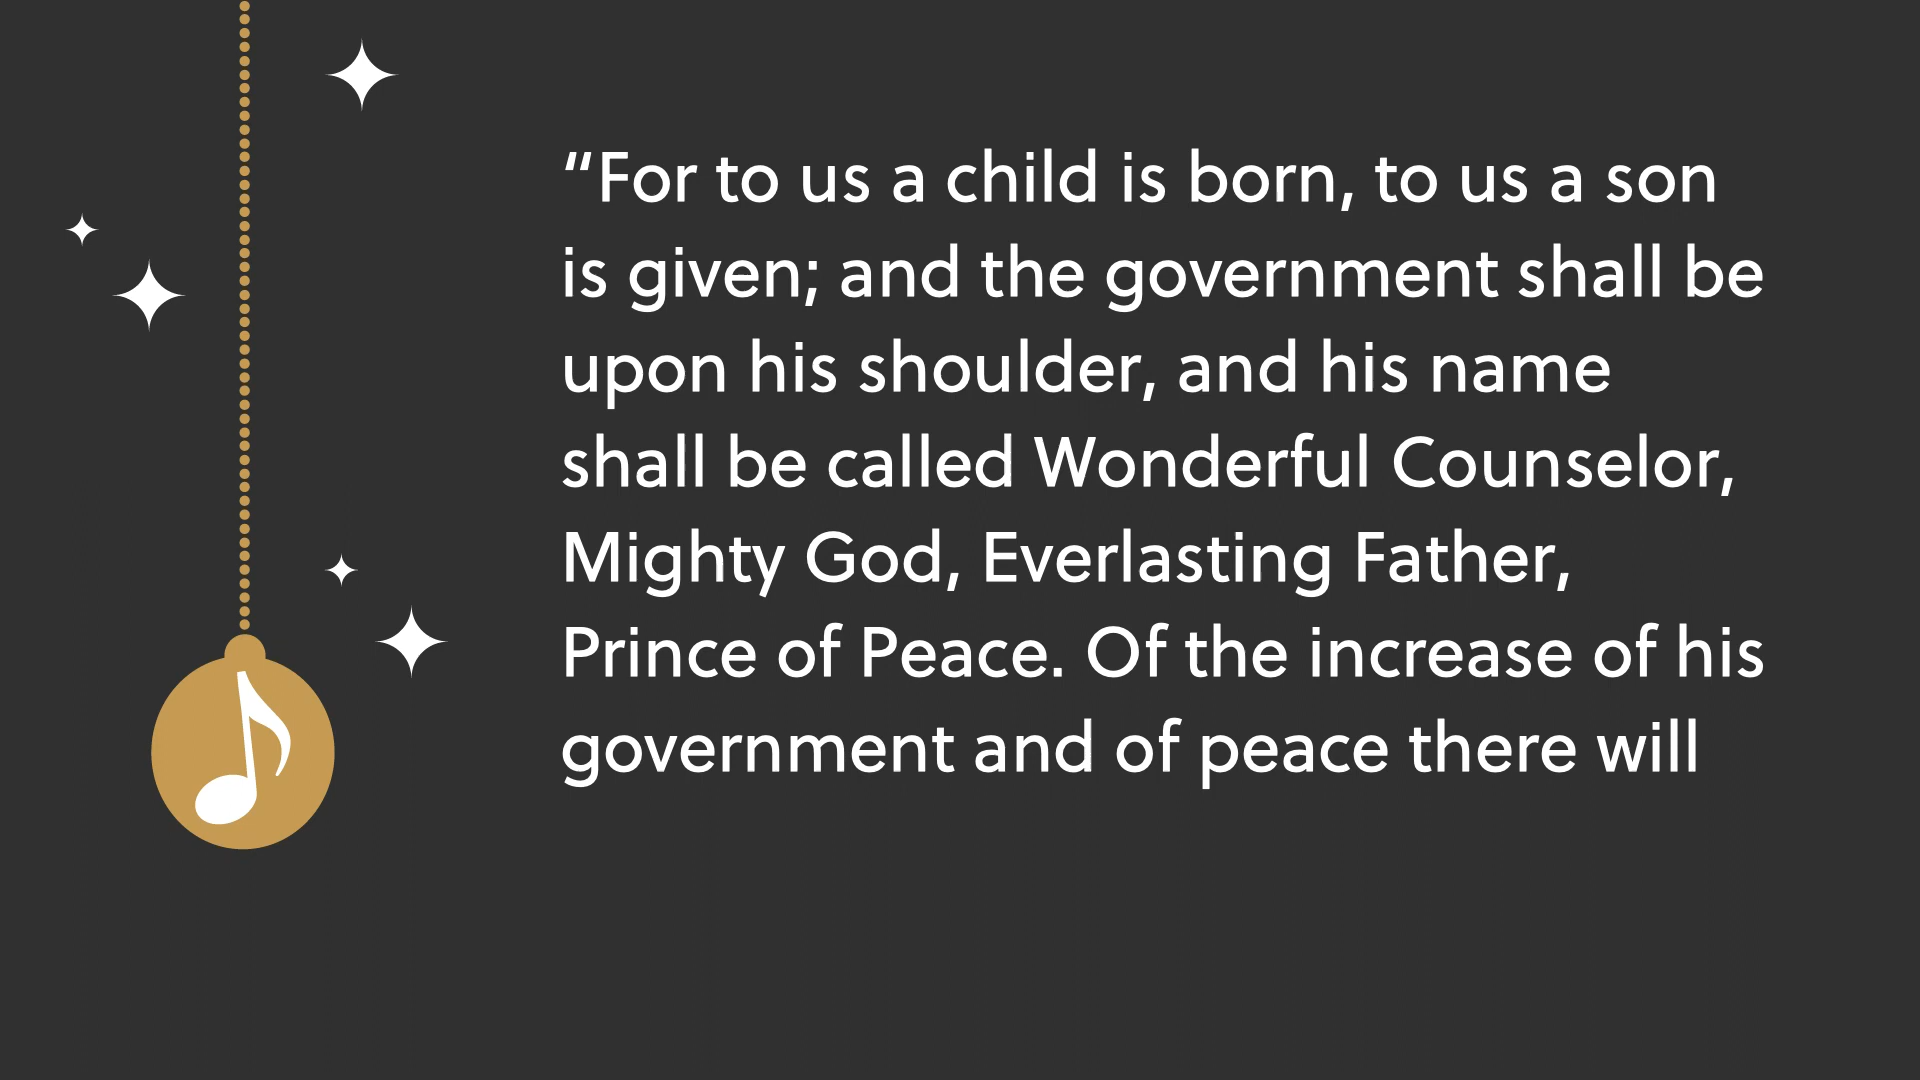 “For to us a child is born, to us a son
is given; and the government shall be
upon his shoulder, and his name
shall be called Wonderful Counselor,
Mighty God, Everlasting Father,
Prince of Peace. Of the increase of his
government and of peace there will